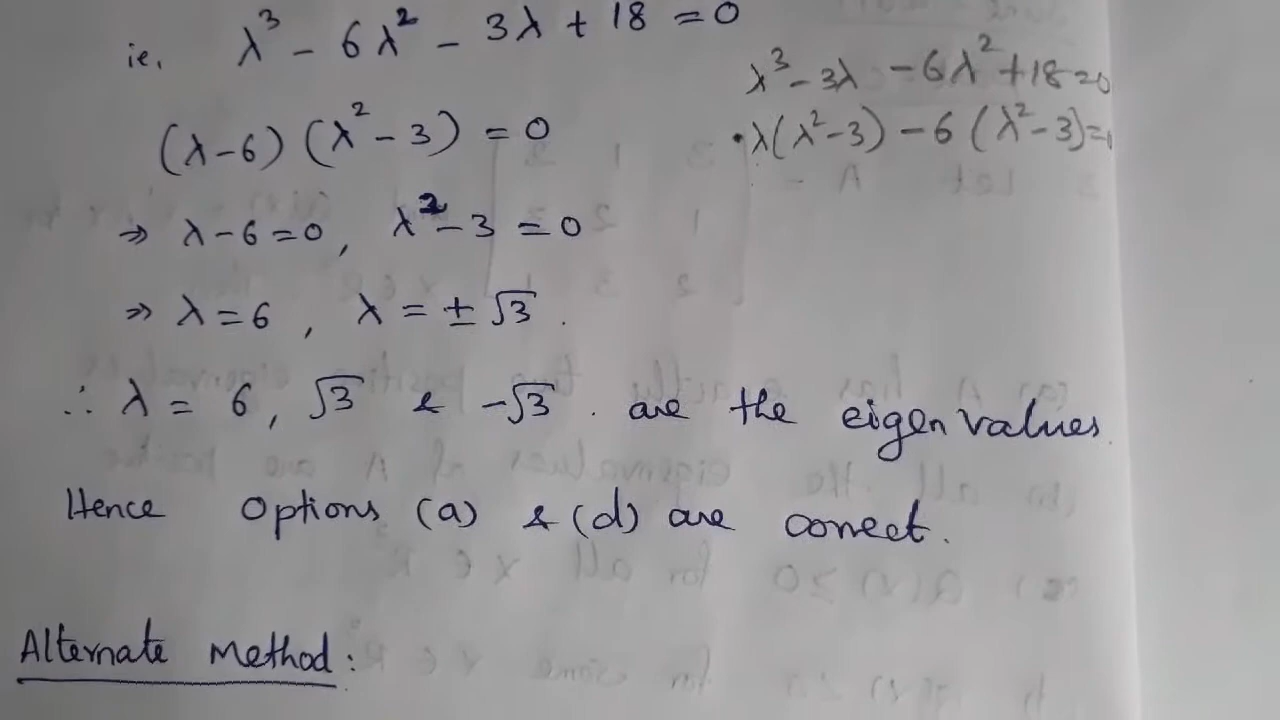 ie, λ³ - 6λ² - 3λ + 18 = 0
λ³ - 3λ - 6λ² + 18 = 0
(λ-6) (λ² - 3) = 0
λ(λ² - 3) - 6 (λ² - 3) =
⇒ λ-6 = 0, λ² - 3 = 0
⇒ λ = 6, λ = ± √3.
∴ λ = 6, √3 & -√3. are the eigen values.
Hence options (a) & (d) are correct.
Alternate Method: